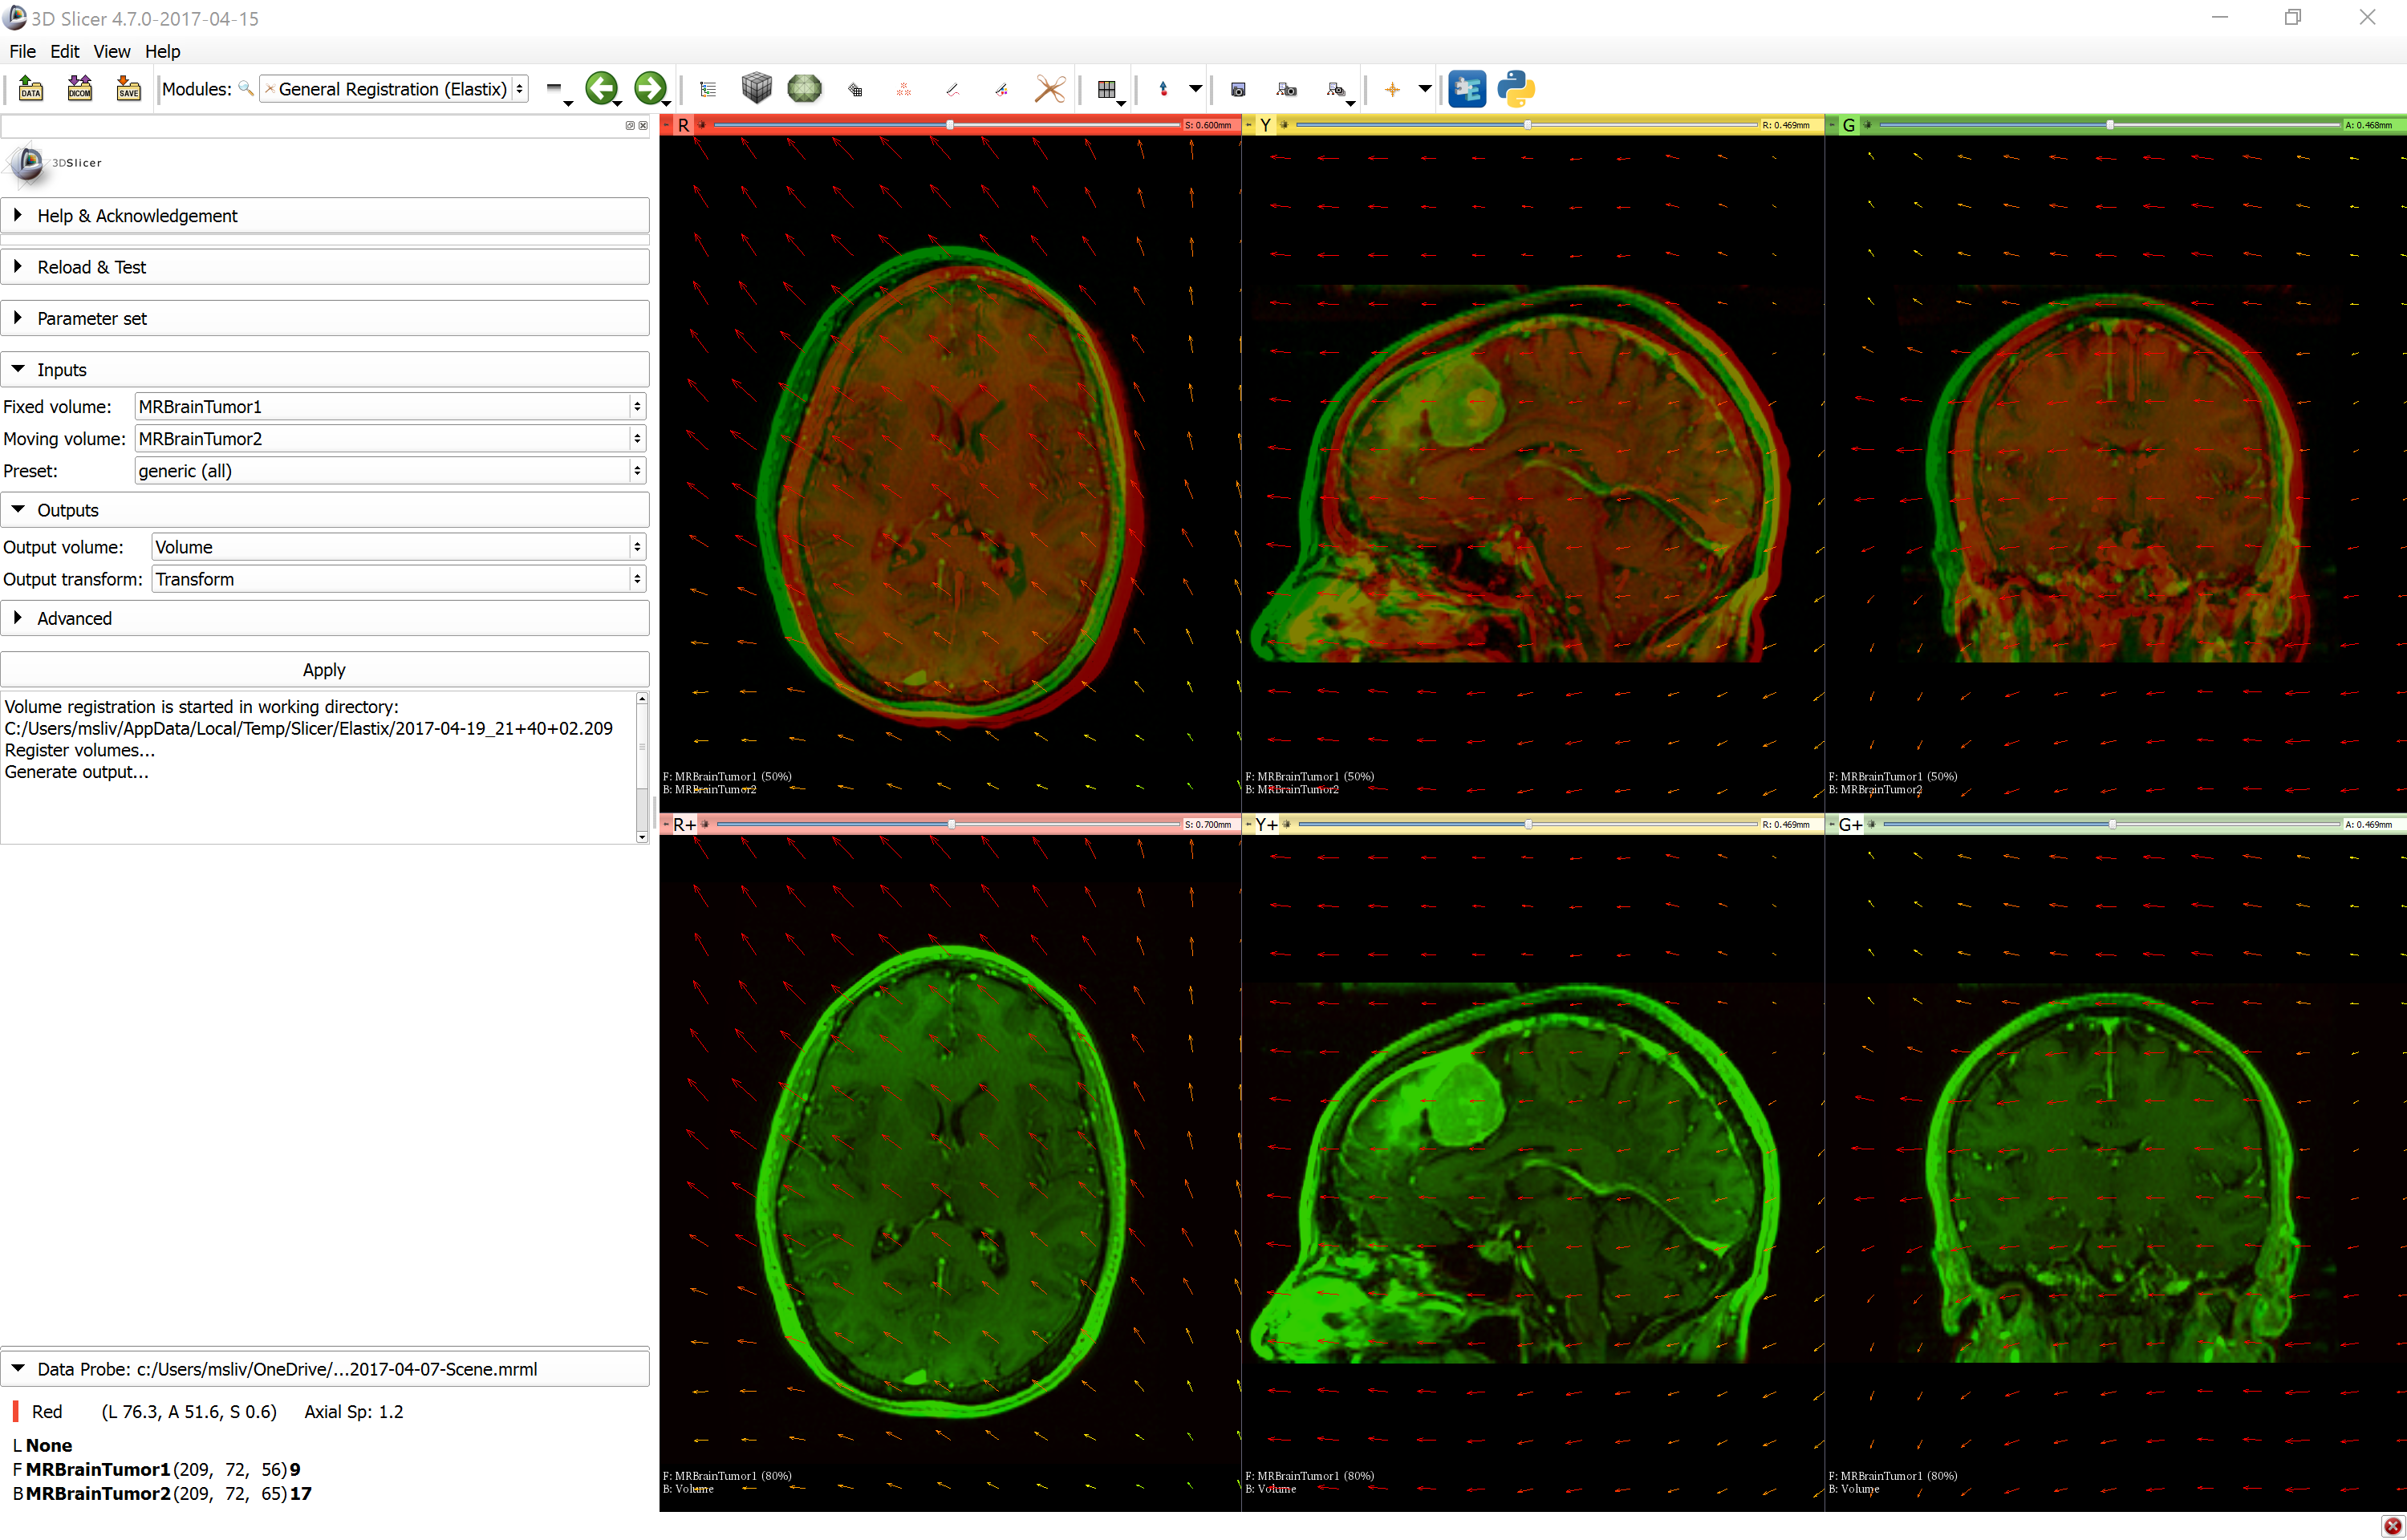 3D Slicer 4.7.0-2017-04-15
File Edit View Help
DATA DICOM SAVE Modules: General Registration (Elastix)
3DSlicer
Help & Acknowledgement
Reload & Test
Parameter set
Inputs
Fixed volume: MRBrainTumor1
Moving volume: MRBrainTumor2
Preset: generic (all)
Outputs
Output volume: Volume
Output transform: Transform
Advanced
Apply
Volume registration is started in working directory:
C:/Users/msliv/AppData/Local/Temp/Slicer/Elastix/2017-04-19_21+40+02.209
Register volumes...
Generate output...
Data Probe: c:/Users/msliv/OneDrive/...2017-04-07-Scene.mrml
Red (L 76.3, A 51.6, S 0.6) Axial Sp: 1.2
L None
F MRBrainTumor1 (209, 72, 56) 9
B MRBrainTumor2 (209, 72, 65) 17
R S: 0.600mm
F: MRBrainTumor1 (50%)
B: MRBrainTumor2
Y R: 0.469mm
F: MRBrainTumor1 (50%)
B: MRBrainTumor2
G A: 0.468mm
F: MRBrainTumor1 (50%)
B: MRBrainTumor2
R+ S: 0.700mm
F: MRBrainTumor1 (80%)
B: Volume
Y+ R: 0.469mm
F: MRBrainTumor1 (80%)
B: Volume
G+ A: 0.469mm
F: MRBrainTumor1 (80%)
B: Volume